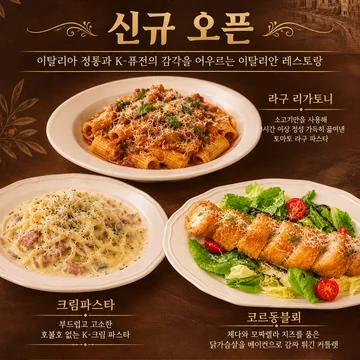 신규 오픈
이탈리아 정통과 K-퓨전의 감각을 어우르는 이탈리안 레스토랑
라구 리가토니
소고기만을 사용해
시간 이상 정성 가득히 끓여낸
토마토 라구 파스타
크림파스타
부드럽고 고소한
호불호 없는 K-크림 파스타
코르동블뢰
체다와 모짜렐라 치즈를 품은
닭가슴살을 베이컨으로 감싸 튀긴 커틀렛